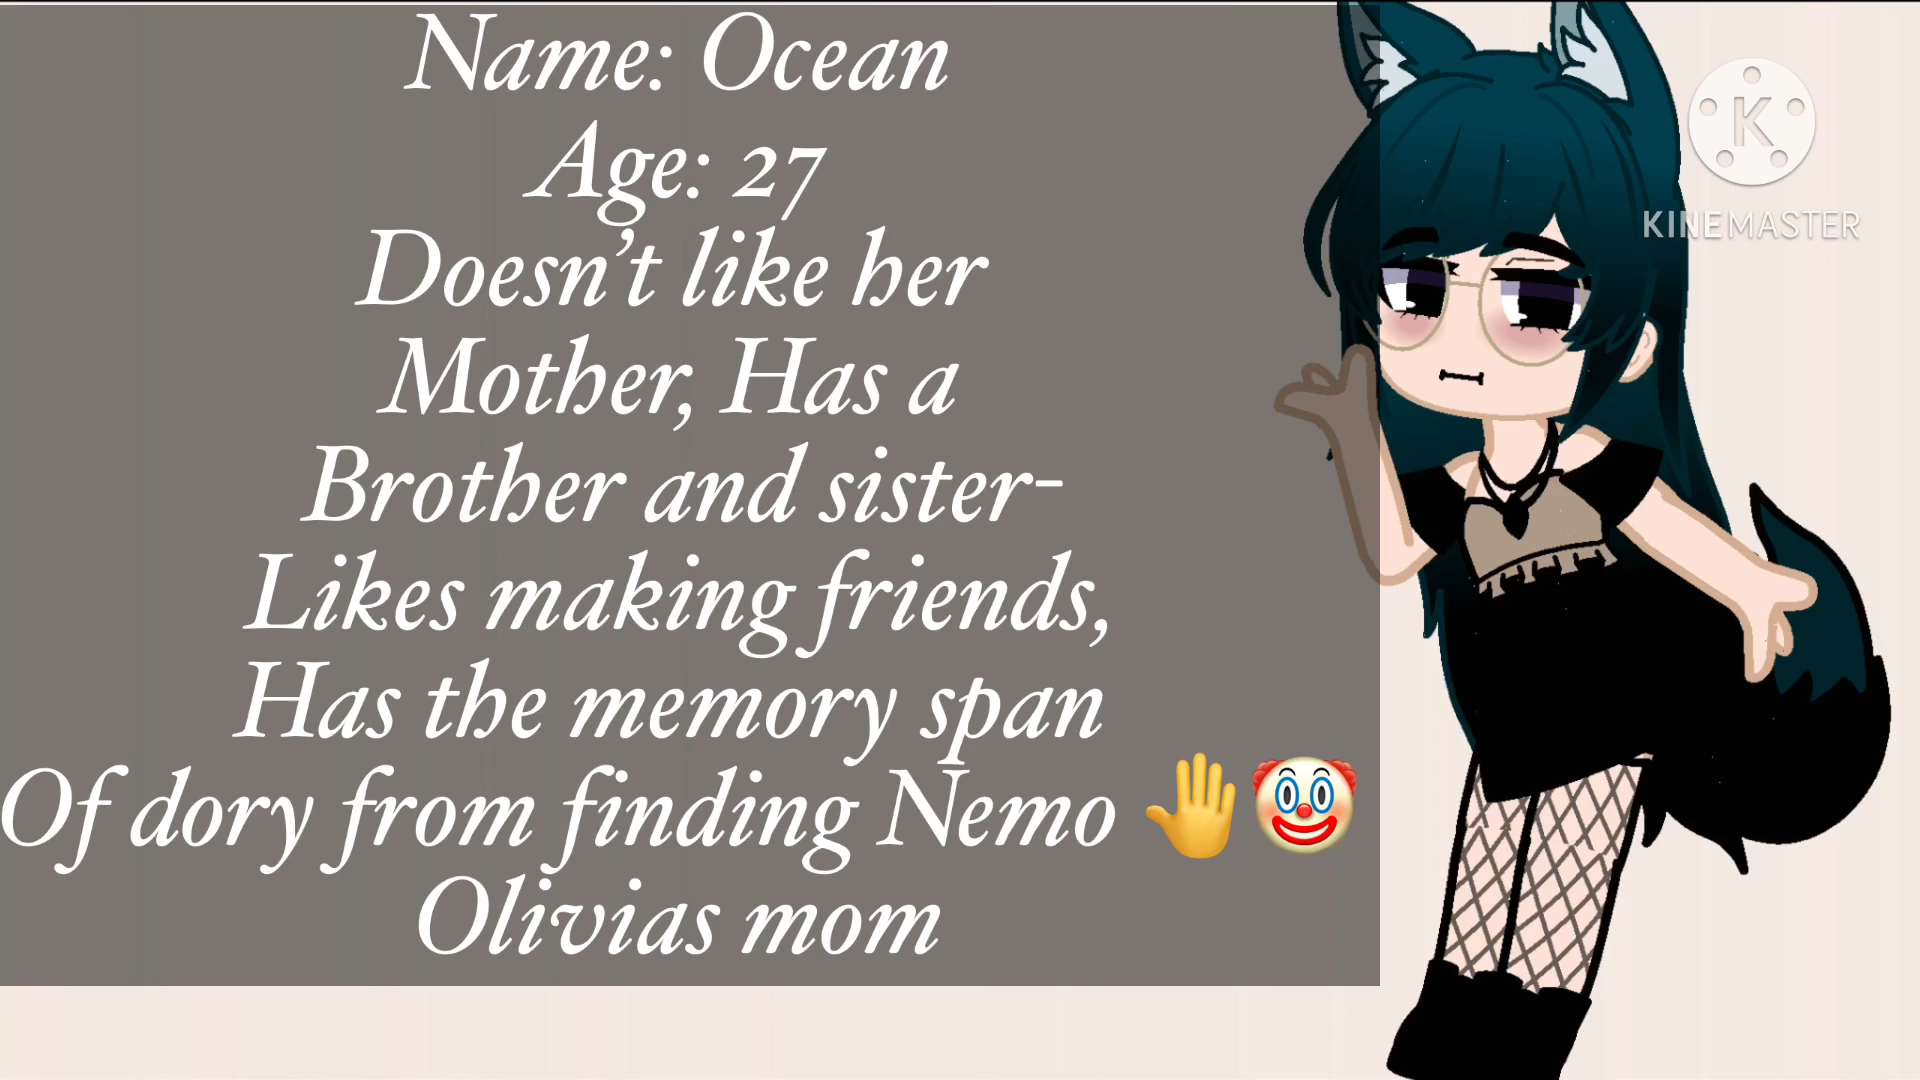 Name: Ocean
Age: 27
Doesn't like her
Mother, Has a
Brother and sister-
Likes making friends,
Has the memory span
Of dory from finding Nemo 🤚🤡
Olivias mom
K
KINEMASTER